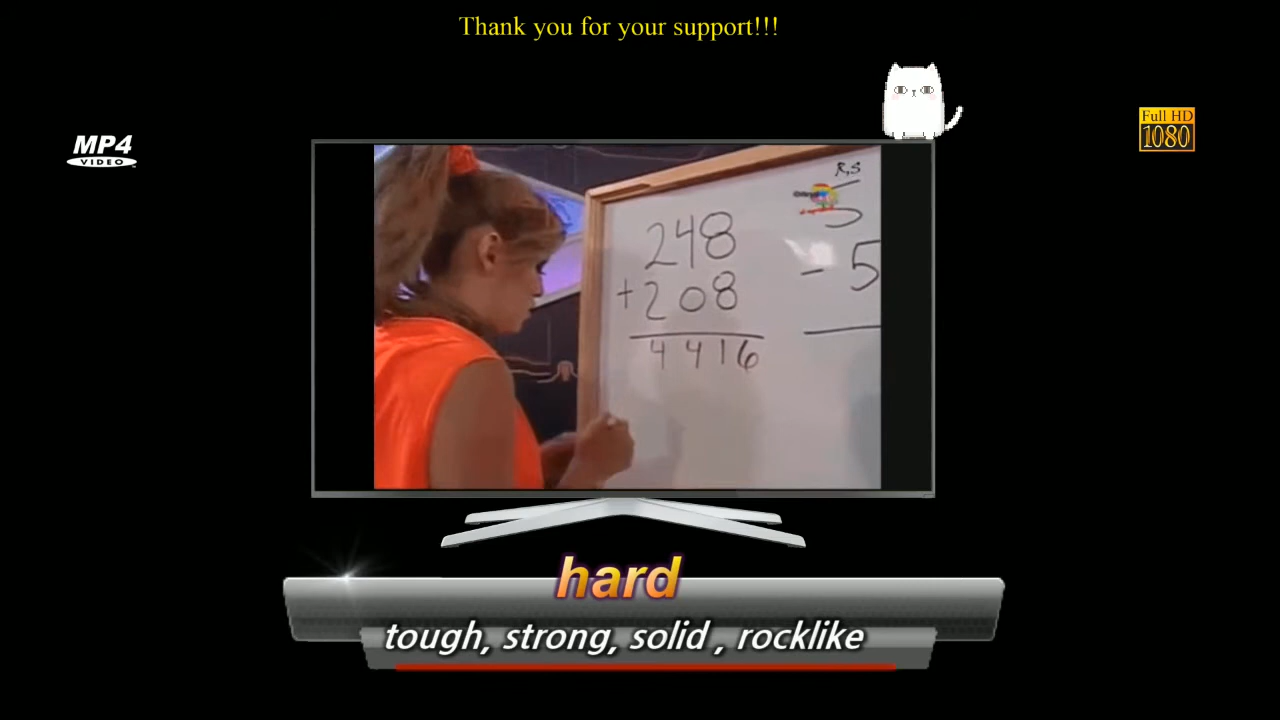 Thank you for your support!!!
MP4
VIDEO
Full HD
1080
R,S
248
+208
4416
5
- 5
hard
tough, strong, solid , rocklike